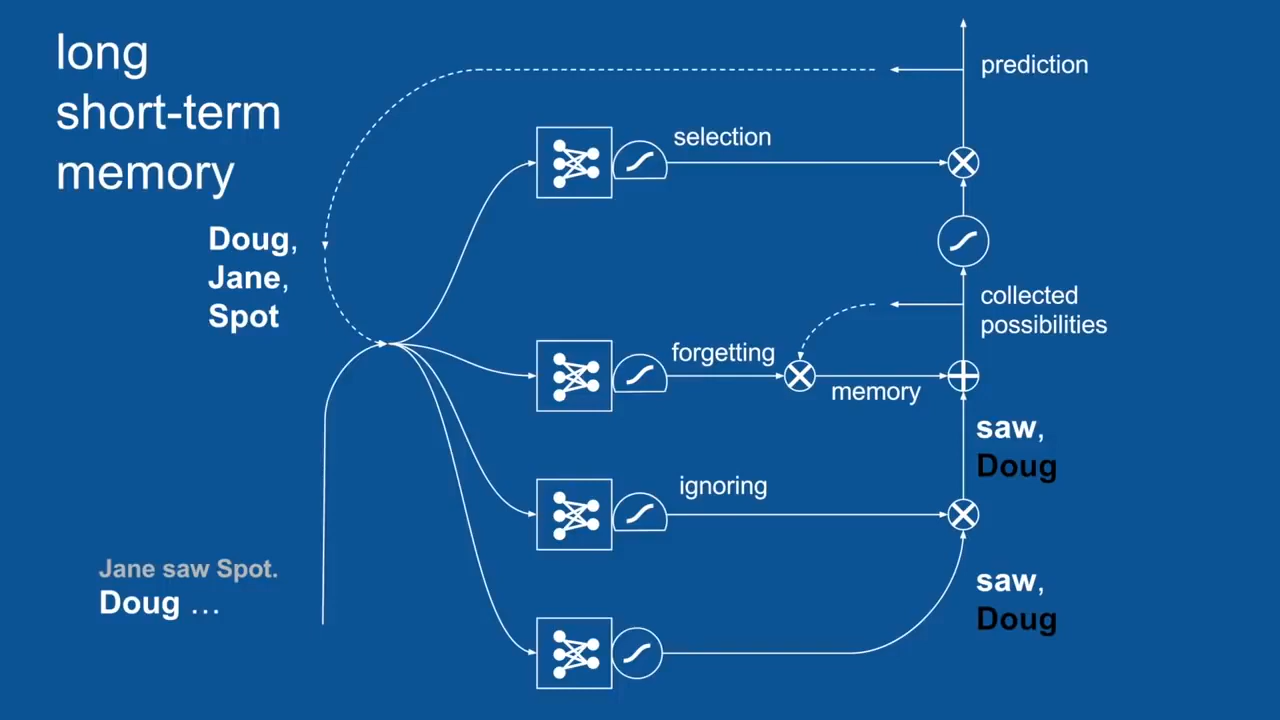 long
short-term
memory
prediction
selection
Doug,
Jane,
Spot
collected
possibilities
forgetting
memory
saw,
Doug
ignoring
Jane saw Spot.
Doug …
saw,
Doug